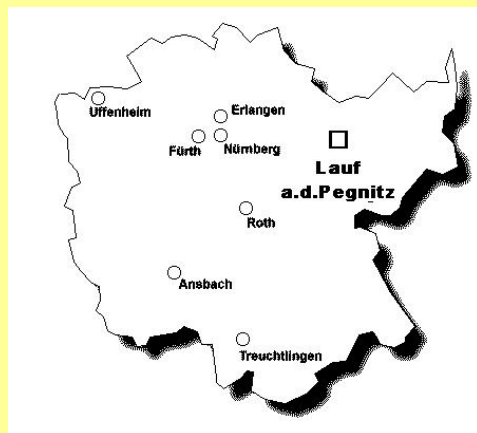 Uffenheim
Erlangen
Fürth
Nürnberg
Lauf
a.d.Pegnitz
Roth
Ansbach
Treuchtlingen